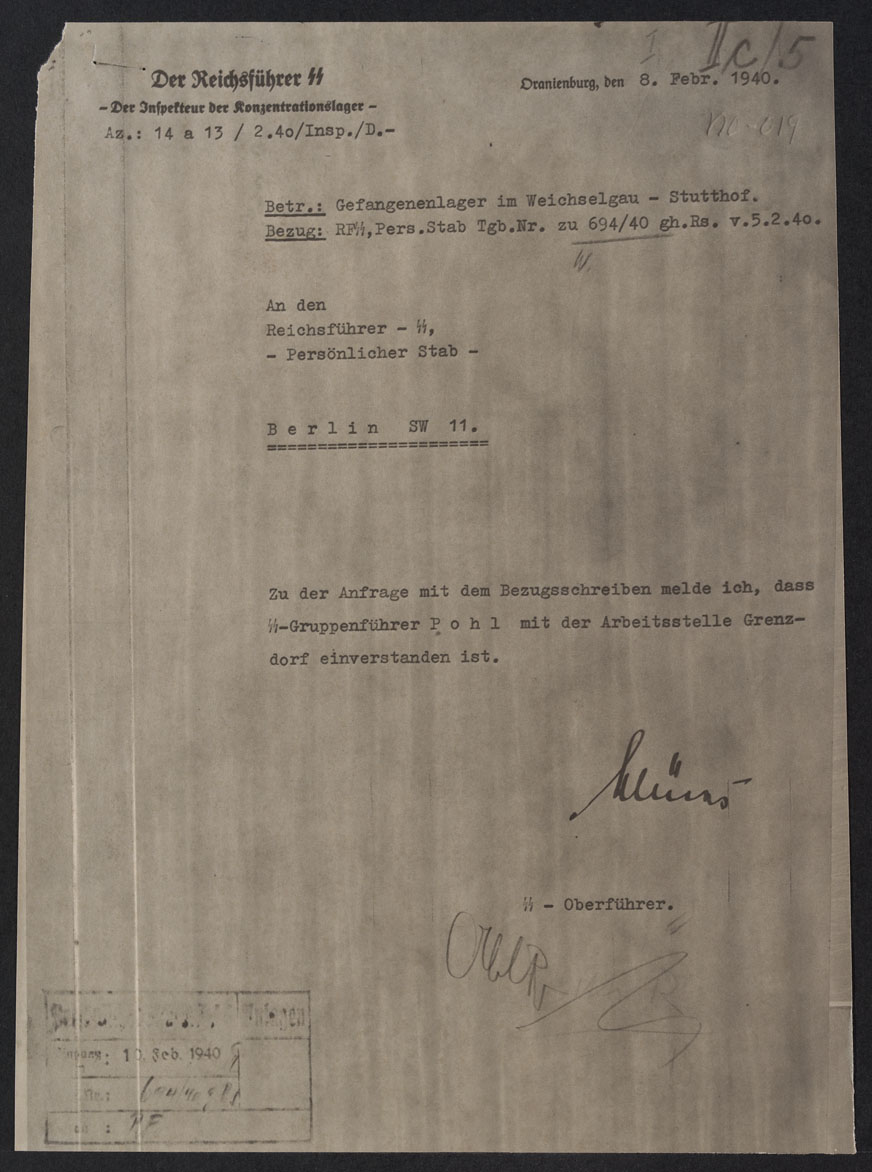 I IIc/5
Der Reichsführer SS
Oranienburg, den 8. Febr. 1940.
- Der Inspekteur der Konzentrationslager -
Az.: 14 a 13 / 2.4o/Insp./D.-
NO-019
Betr.: Gefangenenlager im Weichselgau - Stutthof.
Bezug: RFSS,Pers.Stab Tgb.Nr. zu 694/40 gh.Rs. v.5.2.4o.
An den
Reichsführer - SS,
- Persönlicher Stab -
B e r l i n SW 11.
======================
Zu der Anfrage mit dem Bezugsschreiben melde ich, dass
SS-Gruppenführer P o h l mit der Arbeitsstelle Grenz-
dorf einverstanden ist.
SS - Oberführer.
Anlagen
10. Feb. 1940
RF